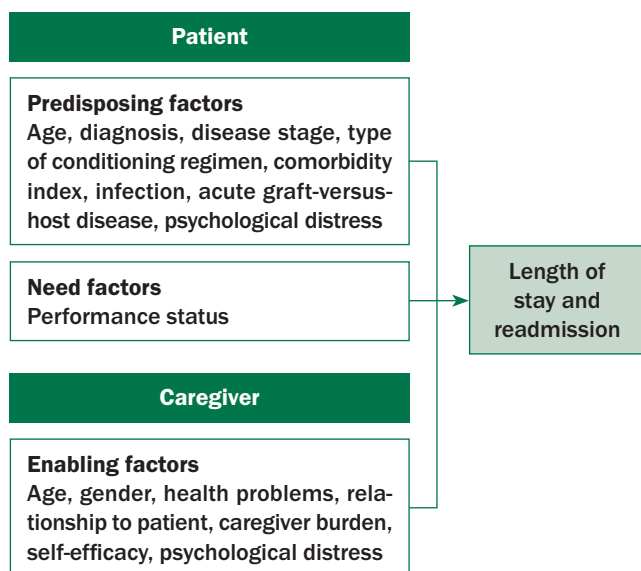 Patient
Predisposing factors
Age, diagnosis, disease stage, type
of conditioning regimen, comorbidity
index, infection, acute graft-versus-
host disease, psychological distress
Need factors
Performance status
Length of
stay and
readmission
Caregiver
Enabling factors
Age, gender, health problems, rela-
tionship to patient, caregiver burden,
self-efficacy, psychological distress